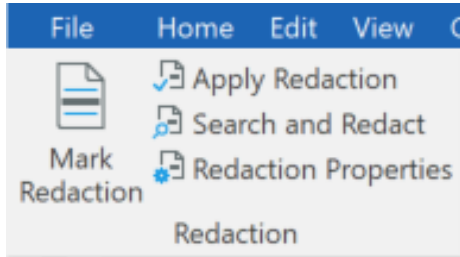 File Home Edit View
Apply Redaction
Search and Redact
Mark Redaction
Redaction Properties
Redaction